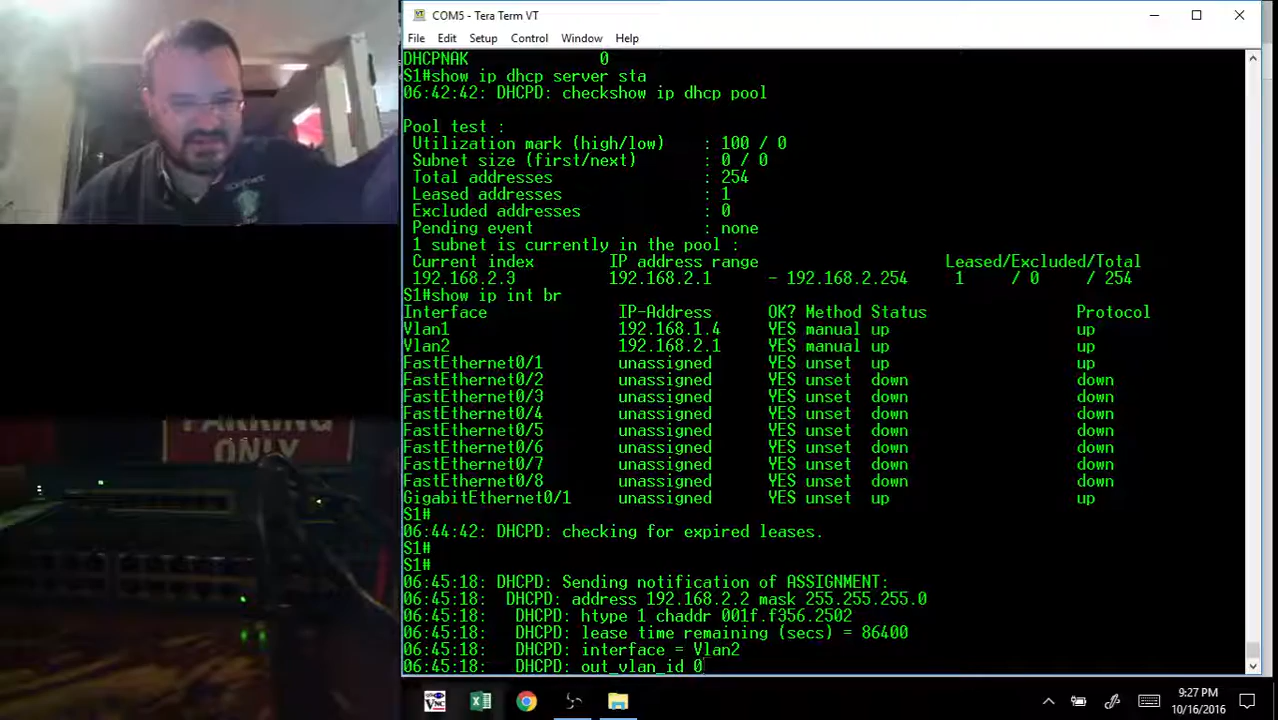 COM5 - Tera Term VT
File Edit Setup Control Window Help
DHCPNAK 0
S1#show ip dhcp server sta
06:42:42: DHCPD: checkshow ip dhcp pool
Pool test :
Utilization mark (high/low) : 100 / 0
Subnet size (first/next) : 0 / 0
Total addresses : 254
Leased addresses : 1
Excluded addresses : 0
Pending event : none
1 subnet is currently in the pool :
Current index IP address range Leased/Excluded/Total
192.168.2.3 192.168.2.1 - 192.168.2.254 1 / 0 / 254
S1#show ip int br
Interface IP-Address OK? Method Status Protocol
Vlan1 192.168.1.4 YES manual up up
Vlan2 192.168.2.1 YES manual up up
FastEthernet0/1 unassigned YES unset up up
FastEthernet0/2 unassigned YES unset down down
FastEthernet0/3 unassigned YES unset down down
FastEthernet0/4 unassigned YES unset down down
FastEthernet0/5 unassigned YES unset down down
FastEthernet0/6 unassigned YES unset down down
FastEthernet0/7 unassigned YES unset down down
FastEthernet0/8 unassigned YES unset down down
GigabitEthernet0/1 unassigned YES unset up up
S1#
06:44:42: DHCPD: checking for expired leases.
S1#
S1#
06:45:18: DHCPD: Sending notification of ASSIGNMENT:
06:45:18: DHCPD: address 192.168.2.2 mask 255.255.255.0
06:45:18: DHCPD: htype 1 chaddr 001f.f356.2502
06:45:18: DHCPD: lease time remaining (secs) = 86400
06:45:18: DHCPD: interface = Vlan2
06:45:18: DHCPD: out_vlan_id 0
PARKING
ONLY
VNC
9:27 PM
10/16/2016